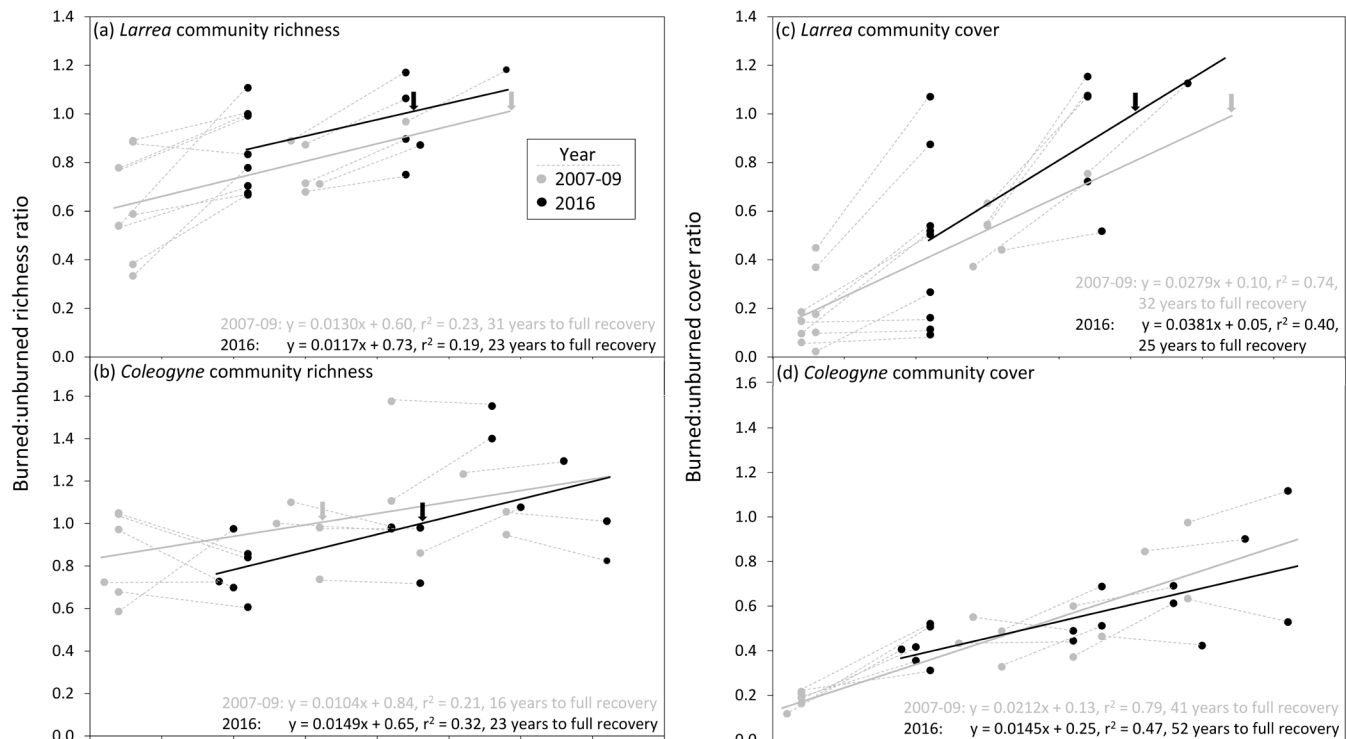 Burned:unburned richness ratio
(a) Larrea community richness
1.4
1.2
1.0
0.8
0.6
0.4
0.2
0.0
Year
2007-09
2016
2007-09: y = 0.0130x + 0.60, r² = 0.23, 31 years to full recovery
2016: y = 0.0117x + 0.73, r² = 0.19, 23 years to full recovery
(b) Coleogyne community richness
1.6
1.4
1.2
1.0
0.8
0.6
0.4
0.2
0.0
2007-09: y = 0.0104x + 0.84, r² = 0.21, 16 years to full recovery
2016: y = 0.0149x + 0.65, r² = 0.32, 23 years to full recovery
Burned:unburned cover ratio
(c) Larrea community cover
1.4
1.2
1.0
0.8
0.6
0.4
0.2
0.0
2007-09: y = 0.0279x + 0.10, r² = 0.74,
32 years to full recovery
2016: y = 0.0381x + 0.05, r² = 0.40,
25 years to full recovery
(d) Coleogyne community cover
1.6
1.4
1.2
1.0
0.8
0.6
0.4
0.2
0.0
2007-09: y = 0.0212x + 0.13, r² = 0.79, 41 years to full recovery
2016: y = 0.0145x + 0.25, r² = 0.47, 52 years to full recovery